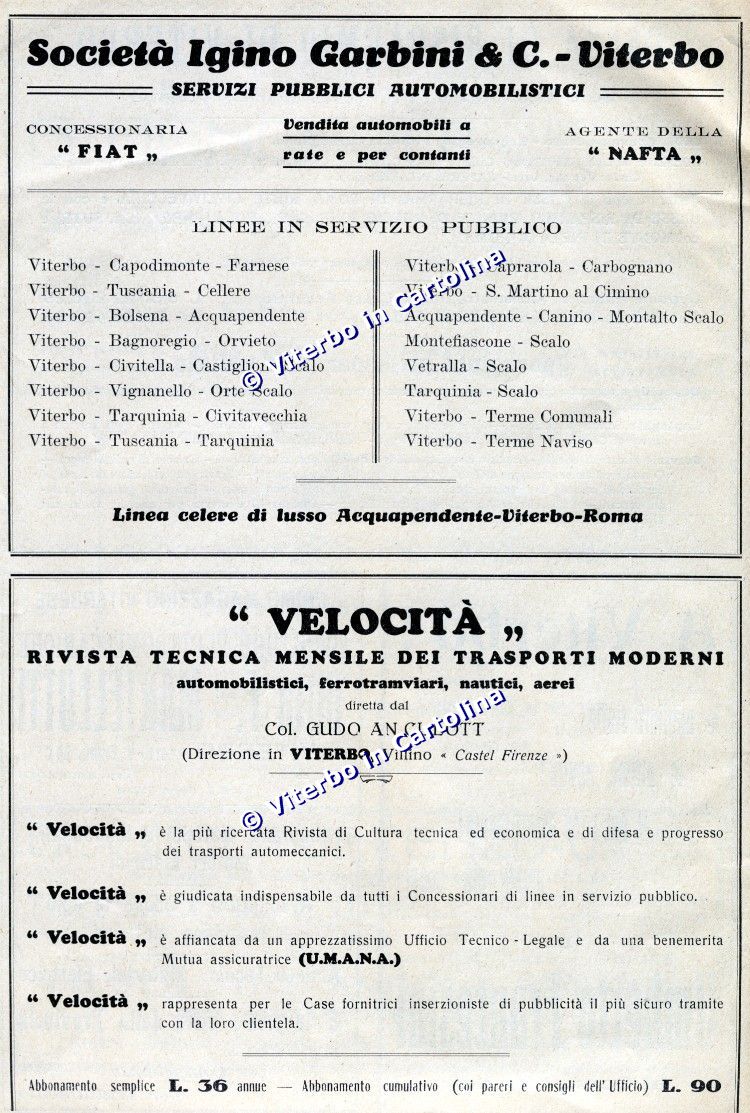 Società Igino Garbini & C. - Viterbo
SERVIZI PUBBLICI AUTOMOBILISTICI
CONCESSIONARIA
“ FIAT „
Vendita automobili a
rate e per contanti
AGENTE DELLA
“ NAFTA „
LINEE IN SERVIZIO PUBBLICO
Viterbo - Capodimonte - Farnese
Viterbo - Tuscania - Cellere
Viterbo - Bolsena - Acquapendente
Viterbo - Bagnoregio - Orvieto
Viterbo - Civitella - Castiglione Scalo
Viterbo - Vignanello - Orte Scalo
Viterbo - Tarquinia - Civitavecchia
Viterbo - Tuscania - Tarquinia
Viterbo - Caprarola - Carbognano
Viterbo - S. Martino al Cimino
Acquapendente - Canino - Montalto Scalo
Montefiascone - Scalo
Vetralla - Scalo
Tarquinia - Scalo
Viterbo - Terme Comunali
Viterbo - Terme Naviso
Linea celere di lusso Acquapendente-Viterbo-Roma
© Viterbo in Cartolina
“ VELOCITÀ „
RIVISTA TECNICA MENSILE DEI TRASPORTI MODERNI
automobilistici, ferrotramviari, nautici, aerei
diretta dal
Col. GUDO
(Direzione in VITERBO, Villino « Castel Firenze »)
© Viterbo in Cartolina
“ Velocità „ è la più ricercata Rivista di Cultura tecnica ed economica e di difesa e progresso
dei trasporti automeccanici.
“ Velocità „ è giudicata indispensabile da tutti i Concessionari di linee in servizio pubblico.
“ Velocità „ è affiancata da un apprezzatissimo Ufficio Tecnico - Legale e da una benemerita
Mutua assicuratrice (U.M.A.N.A.)
“ Velocità „ rappresenta per le Case fornitrici inserzioniste di pubblicità il più sicuro tramite
con la loro clientela.
Abbonamento semplice L. 36 annue — Abbonamento cumulativo (coi pareri e consigli dell' Ufficio) L. 90